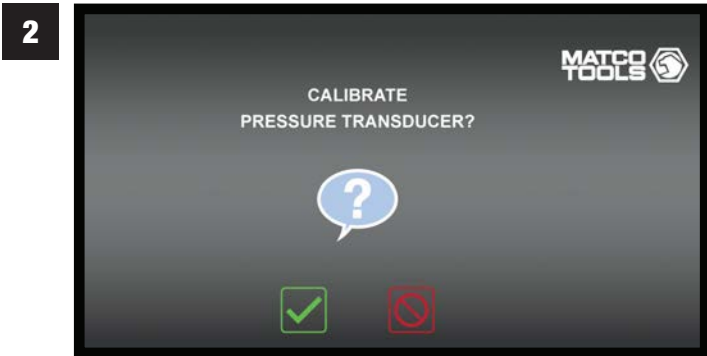 2
MATCO
TOOLS
CALIBRATE
PRESSURE TRANSDUCER?
?